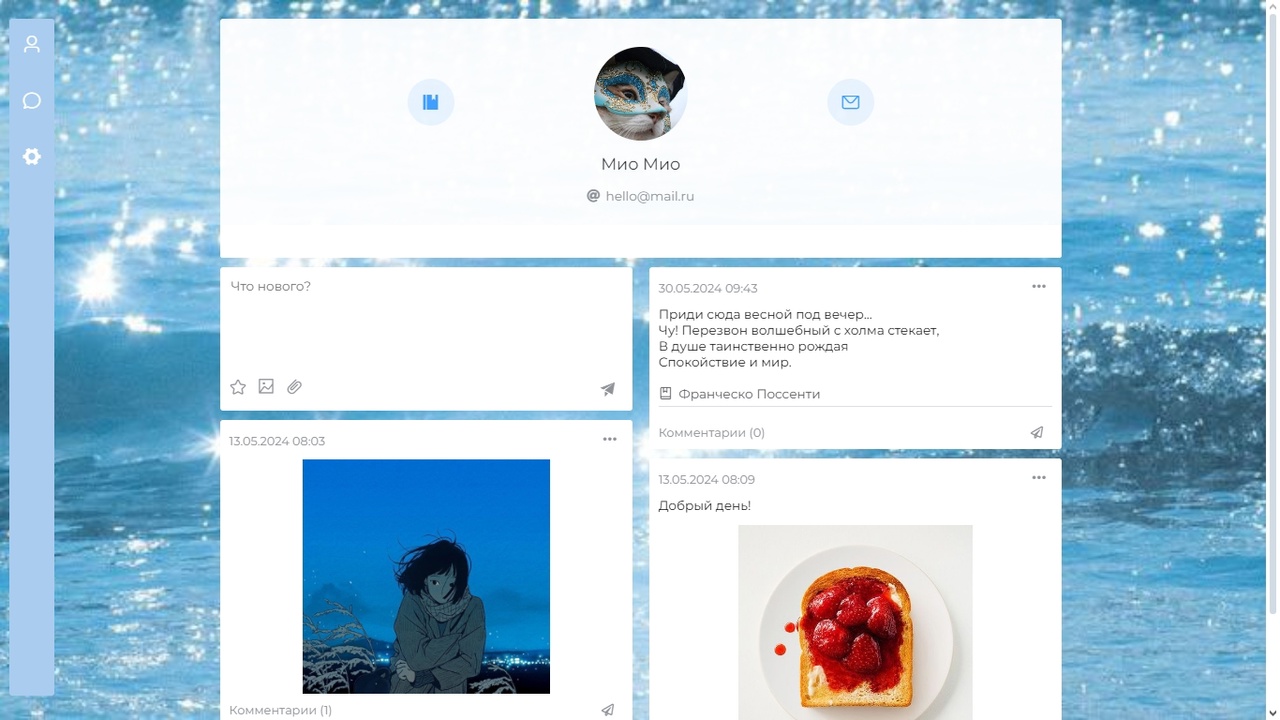 Мио Мио
hello@mail.ru
Что нового?
13.05.2024 08:03
Комментарии (1)
30.05.2024 09:43
Приди сюда весной под вечер...
Чу! Перезвон волшебный с холма стекает,
В душе таинственно рождая
Спокойствие и мир.
Франческо Поссенти
Комментарии (0)
13.05.2024 08:09
Добрый день!